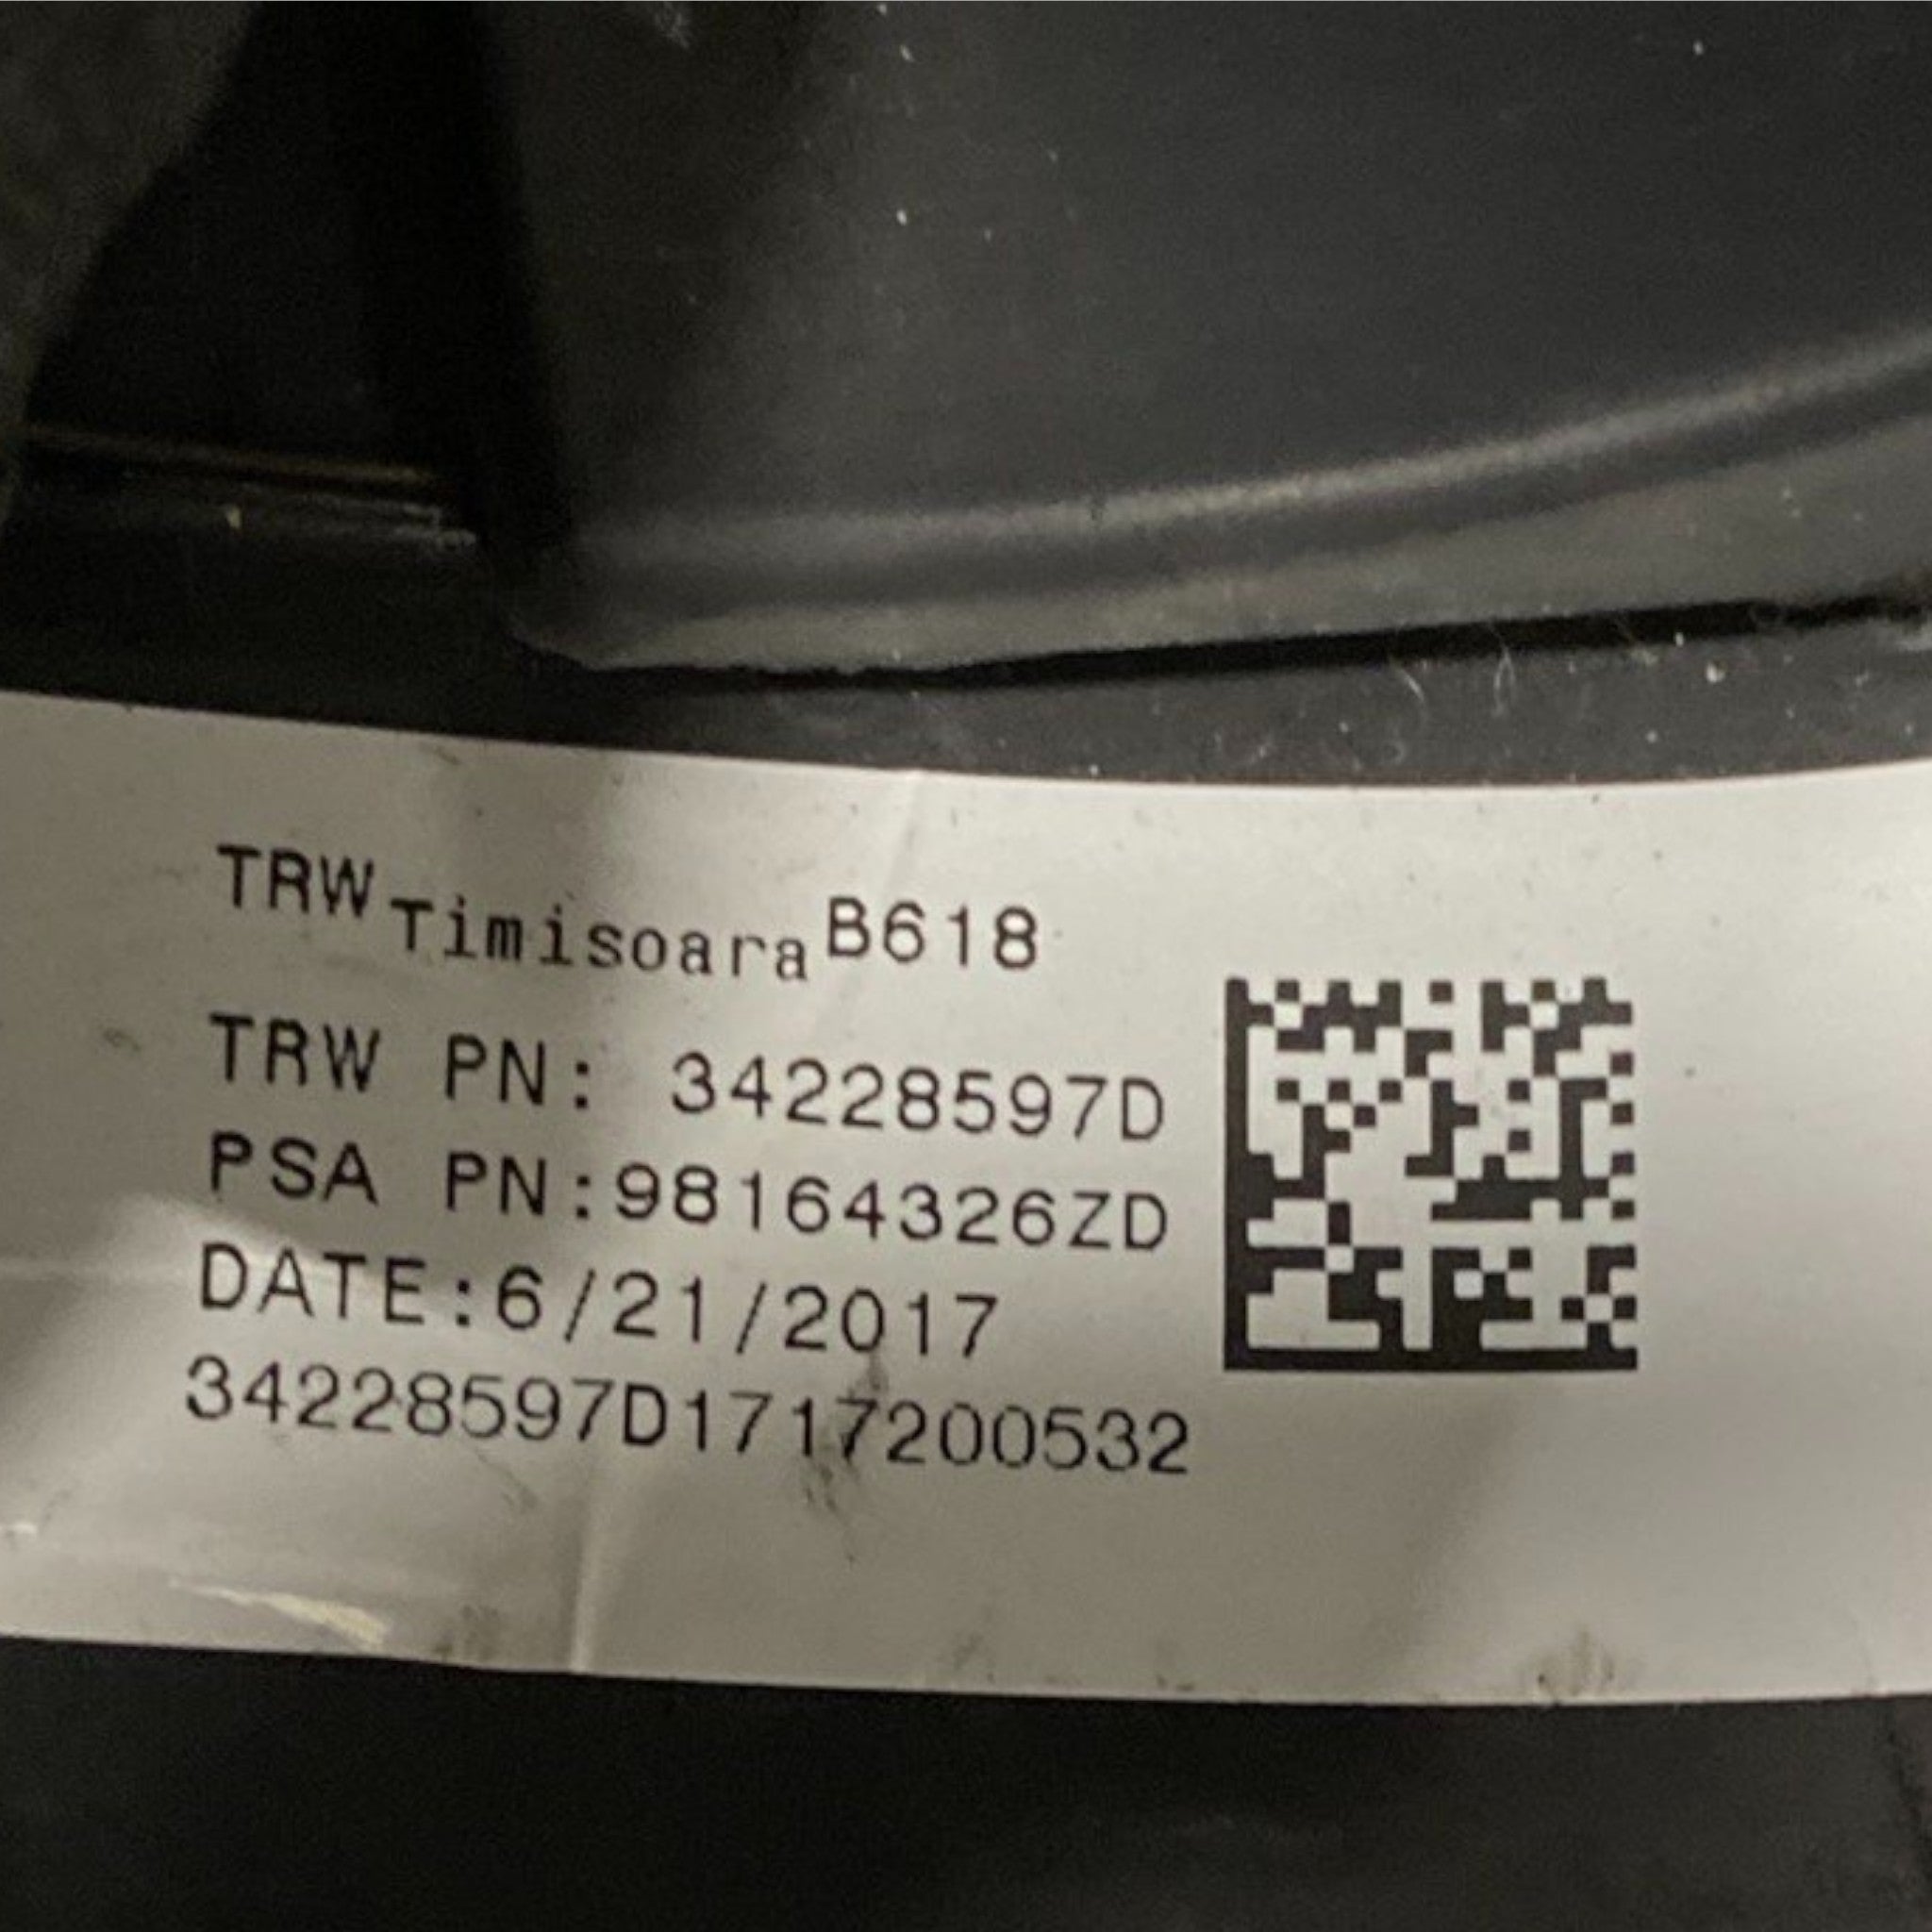 TRW Timisoara B618
TRW PN: 34228597D
PSA PN:98164326ZD
DATE:6/21/2017
34228597D1717200532